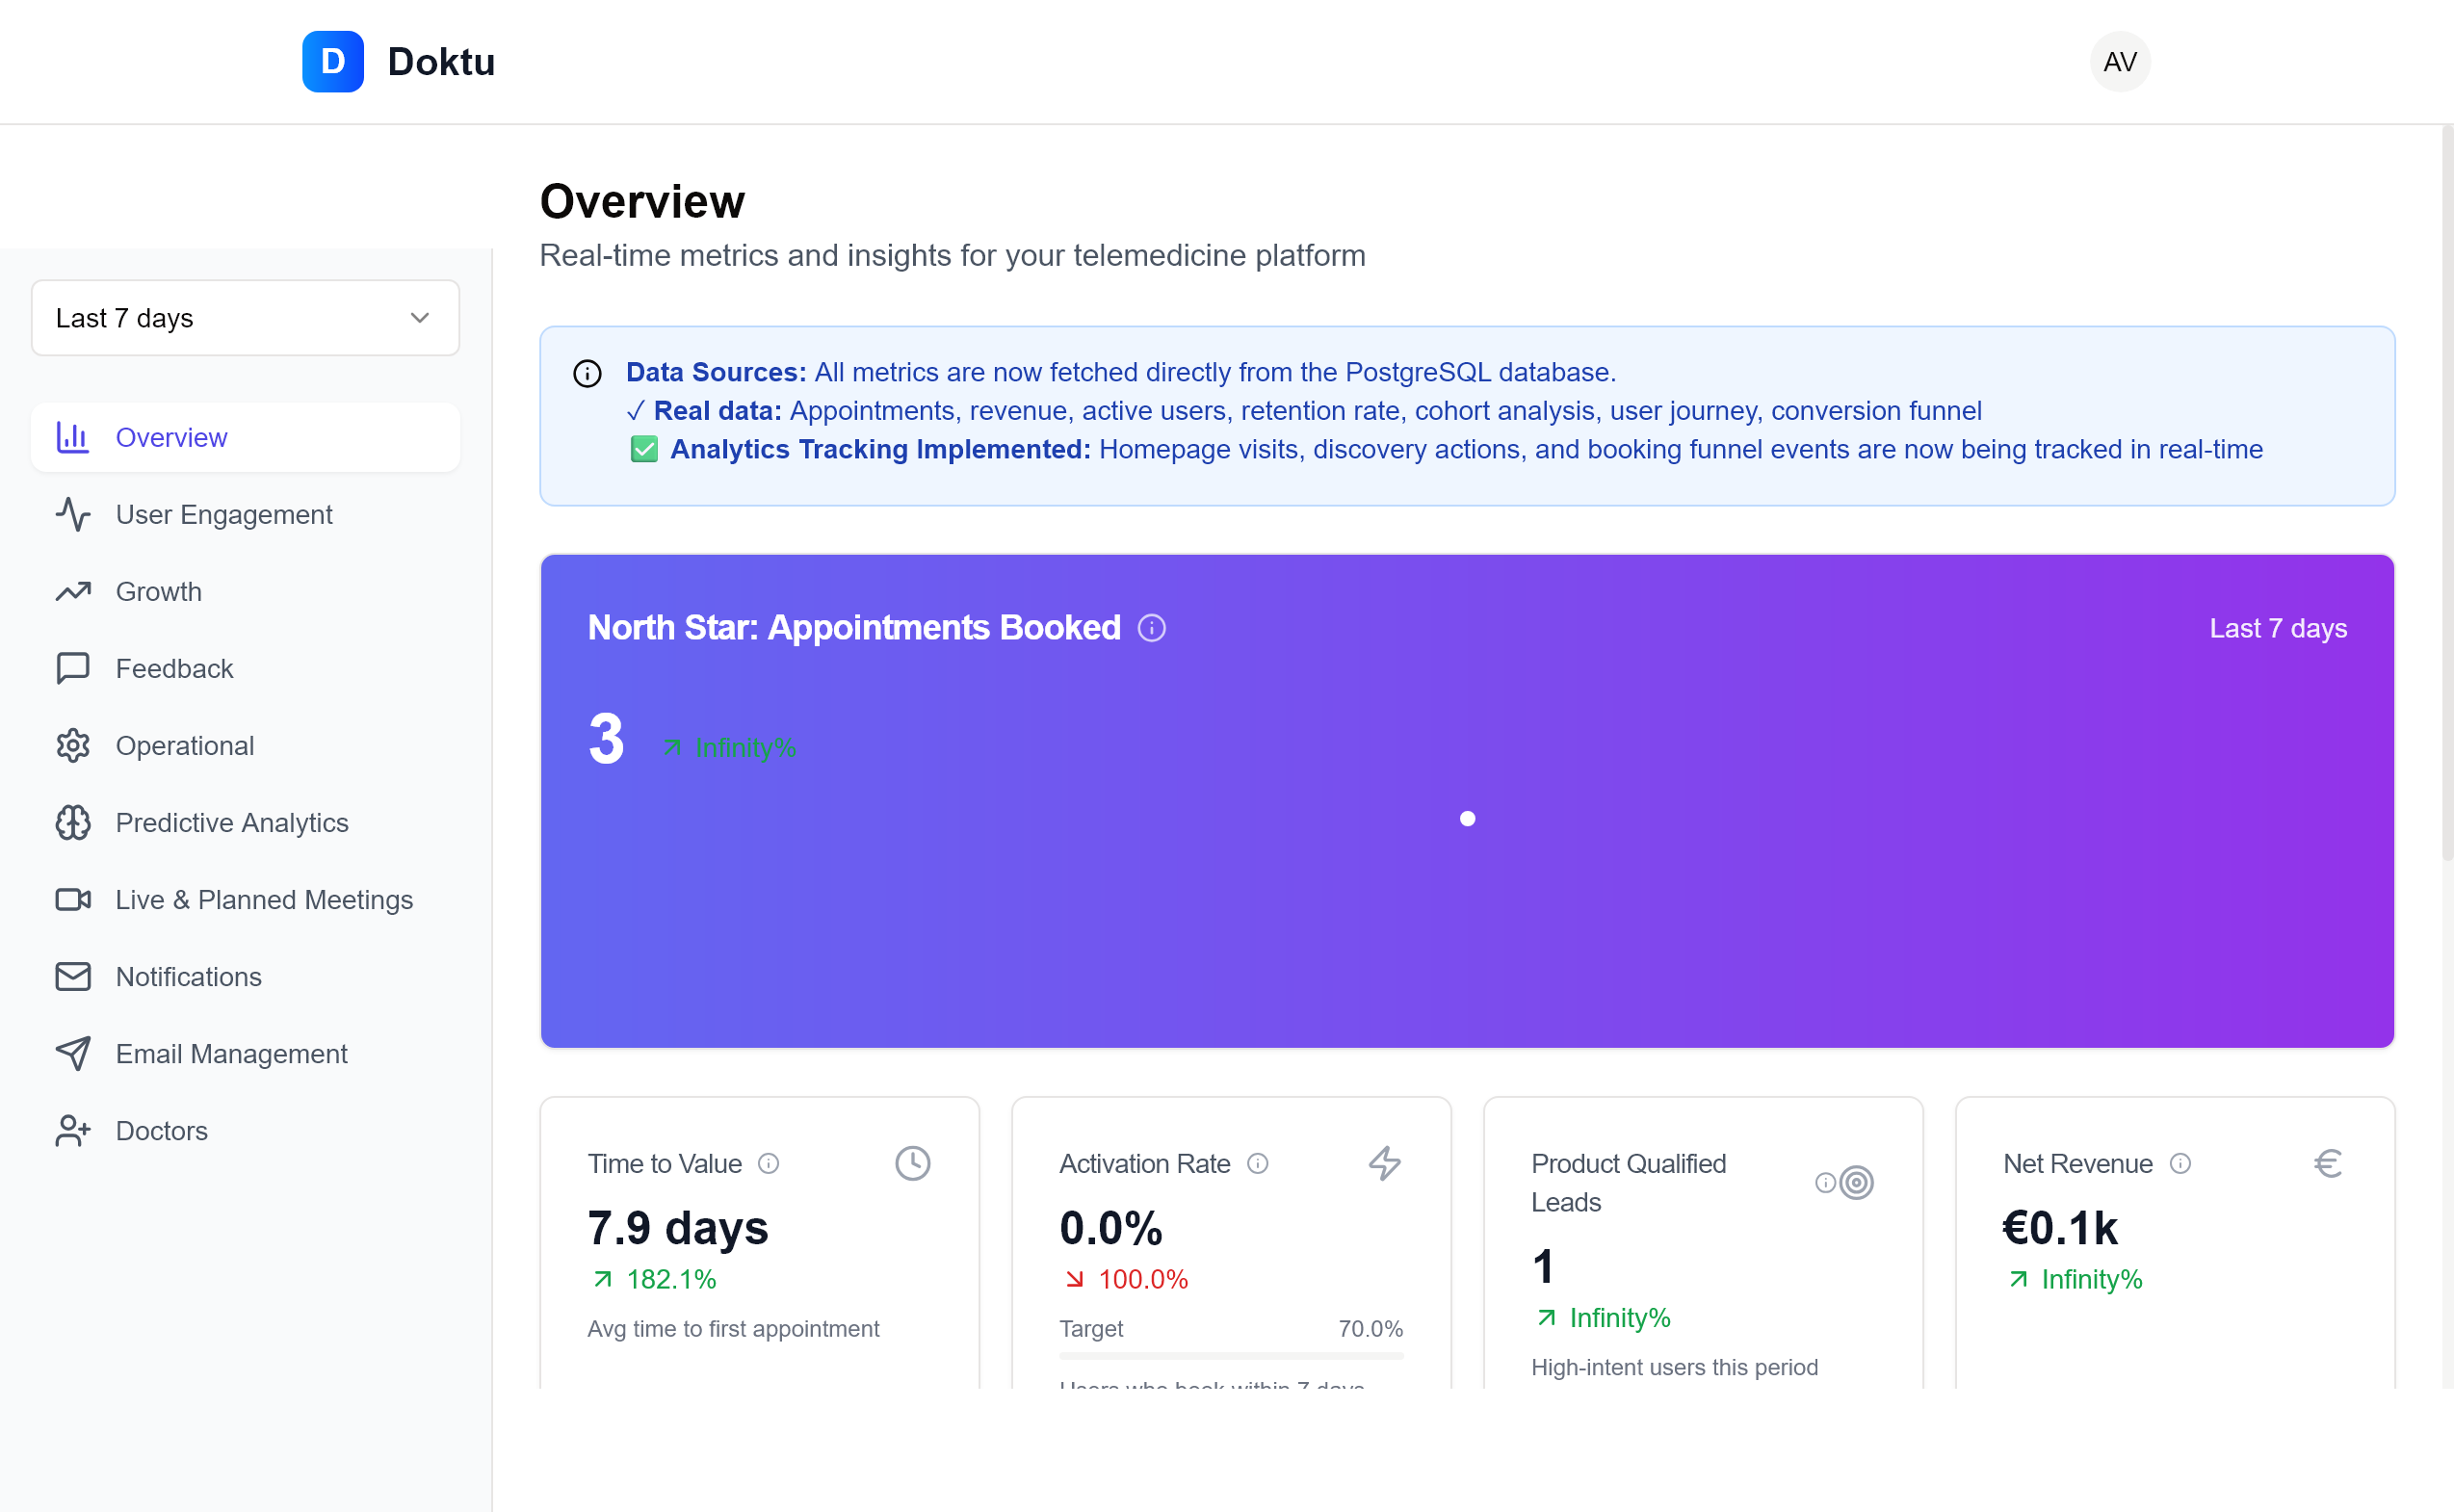 D Doktu
AV
Overview
Real-time metrics and insights for your telemedicine platform
Last 7 days
Overview
User Engagement
Growth
Feedback
Operational
Predictive Analytics
Live & Planned Meetings
Notifications
Email Management
Doctors
Data Sources: All metrics are now fetched directly from the PostgreSQL database.
✓ Real data: Appointments, revenue, active users, retention rate, cohort analysis, user journey, conversion funnel
✅ Analytics Tracking Implemented: Homepage visits, discovery actions, and booking funnel events are now being tracked in real-time
North Star: Appointments Booked
Last 7 days
3 Infinity%
Time to Value
7.9 days
182.1%
Avg time to first appointment
Activation Rate
0.0%
100.0%
Target 70.0%
Users who book within 7 days
Product Qualified
Leads
1
Infinity%
High-intent users this period
Net Revenue
€
€0.1k
Infinity%